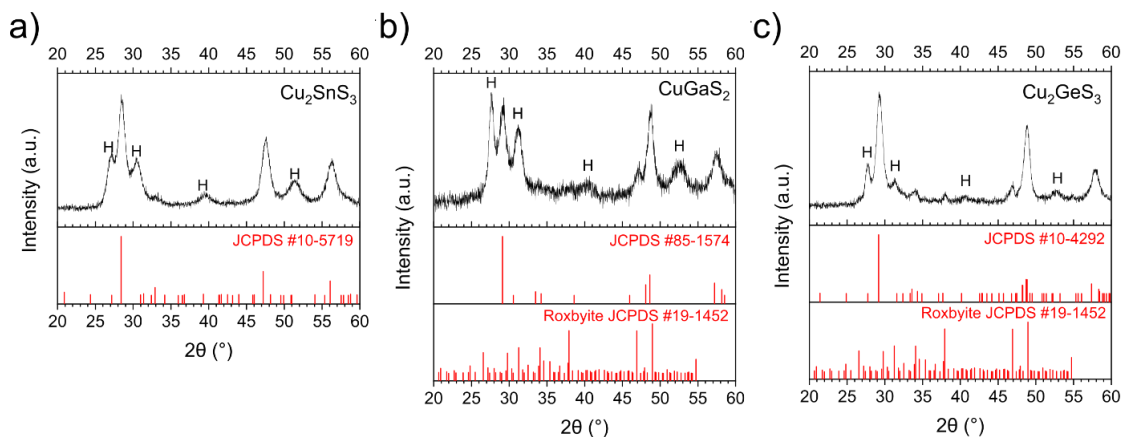 a)
20 25 30 35 40 45 50 55 60
Cu₂SnS₃
H
H
H
H
Intensity (a.u.)
JCPDS #10-5719
20 25 30 35 40 45 50 55 60
2θ (°)
b)
20 25 30 35 40 45 50 55 60
CuGaS₂
H
H
H
H
Intensity (a.u.)
JCPDS #85-1574
Roxbyite JCPDS #19-1452
20 25 30 35 40 45 50 55 60
2θ (°)
c)
20 25 30 35 40 45 50 55 60
Cu₂GeS₃
H
H
H
H
Intensity (a.u.)
JCPDS #10-4292
Roxbyite JCPDS #19-1452
20 25 30 35 40 45 50 55 60
2θ (°)